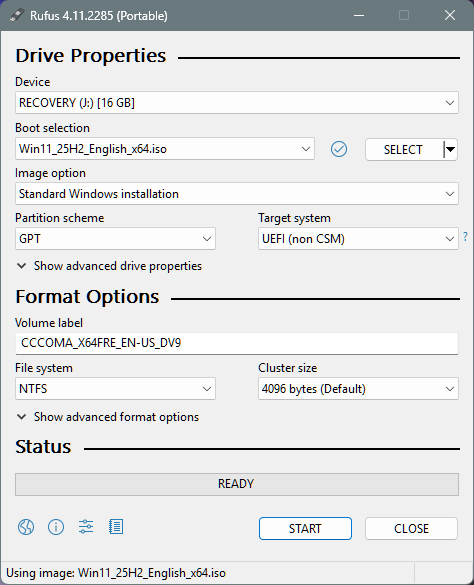 Rufus 4.11.2285 (Portable)
Drive Properties
Device
RECOVERY (J:) [16 GB]
Boot selection
Win11_25H2_English_x64.iso
SELECT
Image option
Standard Windows installation
Partition scheme
Target system
GPT
UEFI (non CSM)
?
Show advanced drive properties
Format Options
Volume label
CCCOMA_X64FRE_EN-US_DV9
File system
Cluster size
NTFS
4096 bytes (Default)
Show advanced format options
Status
READY
START
CLOSE
Using image: Win11_25H2_English_x64.iso